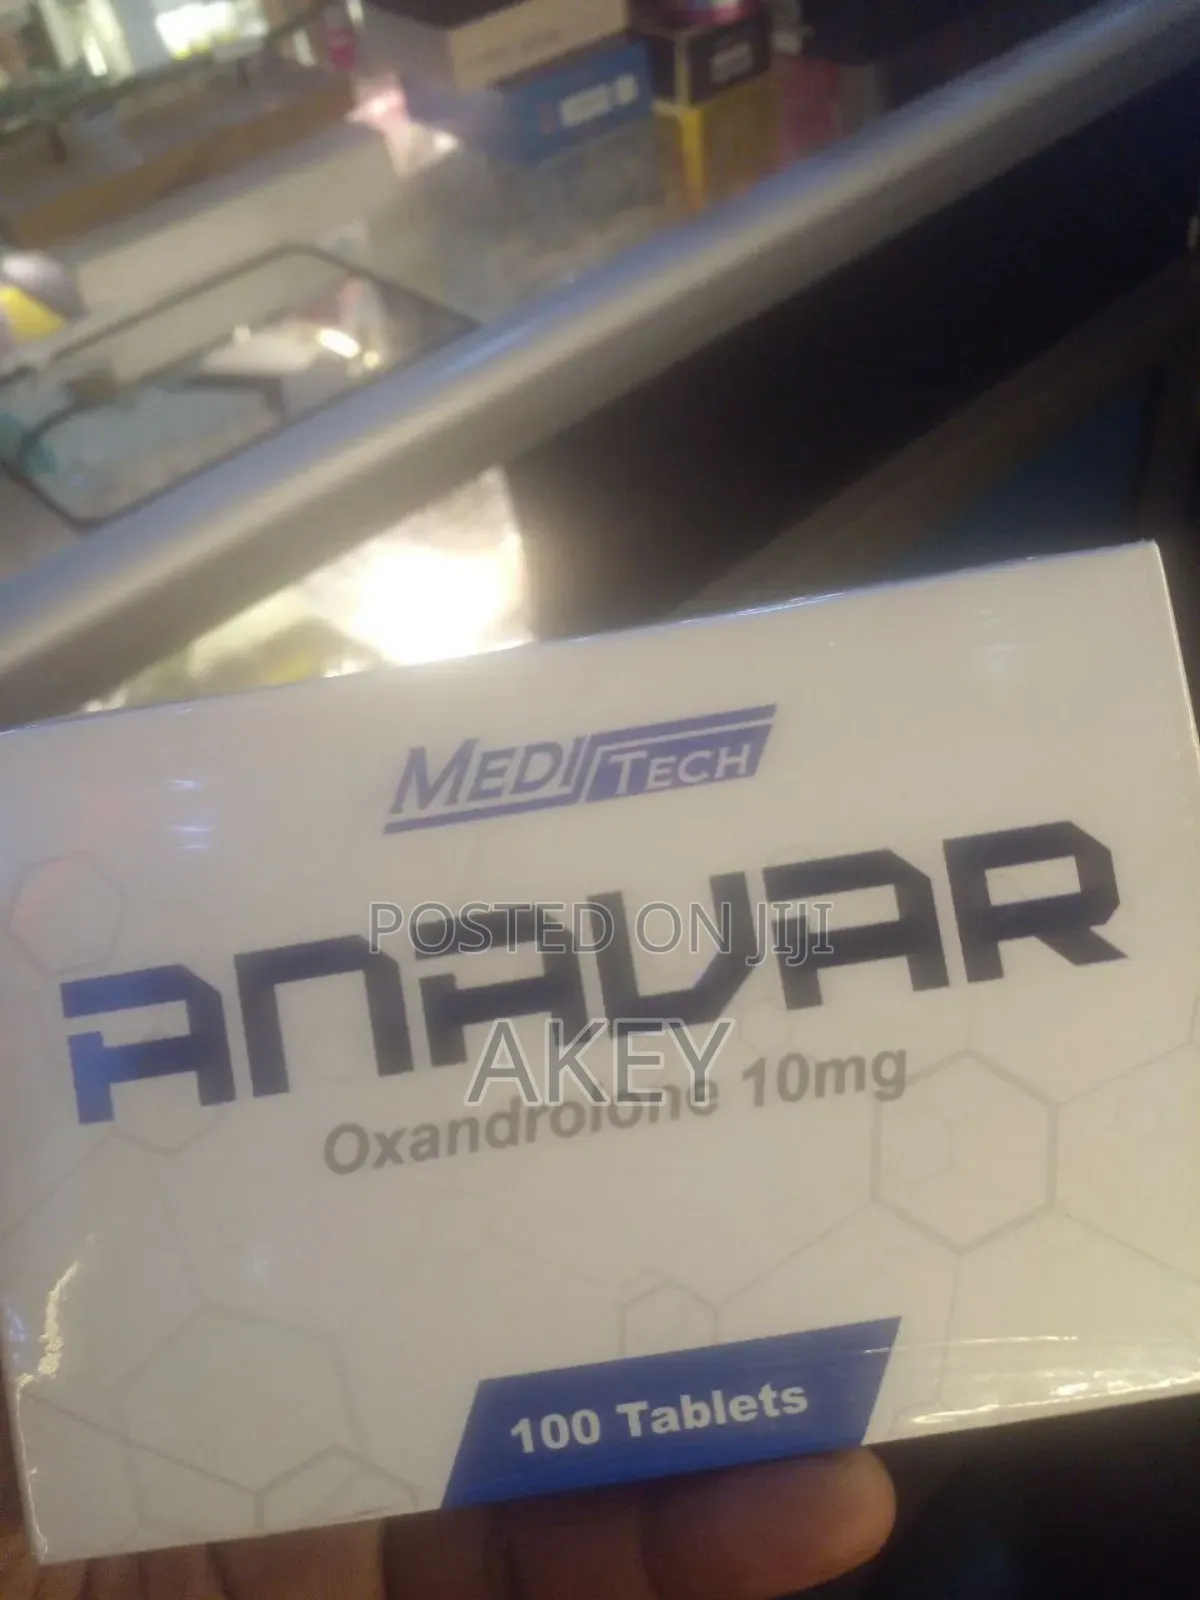 MEDITECH
ANAVAR
POSTED ON JIJI
AKEY
Oxandrolone 10mg
100 Tablets